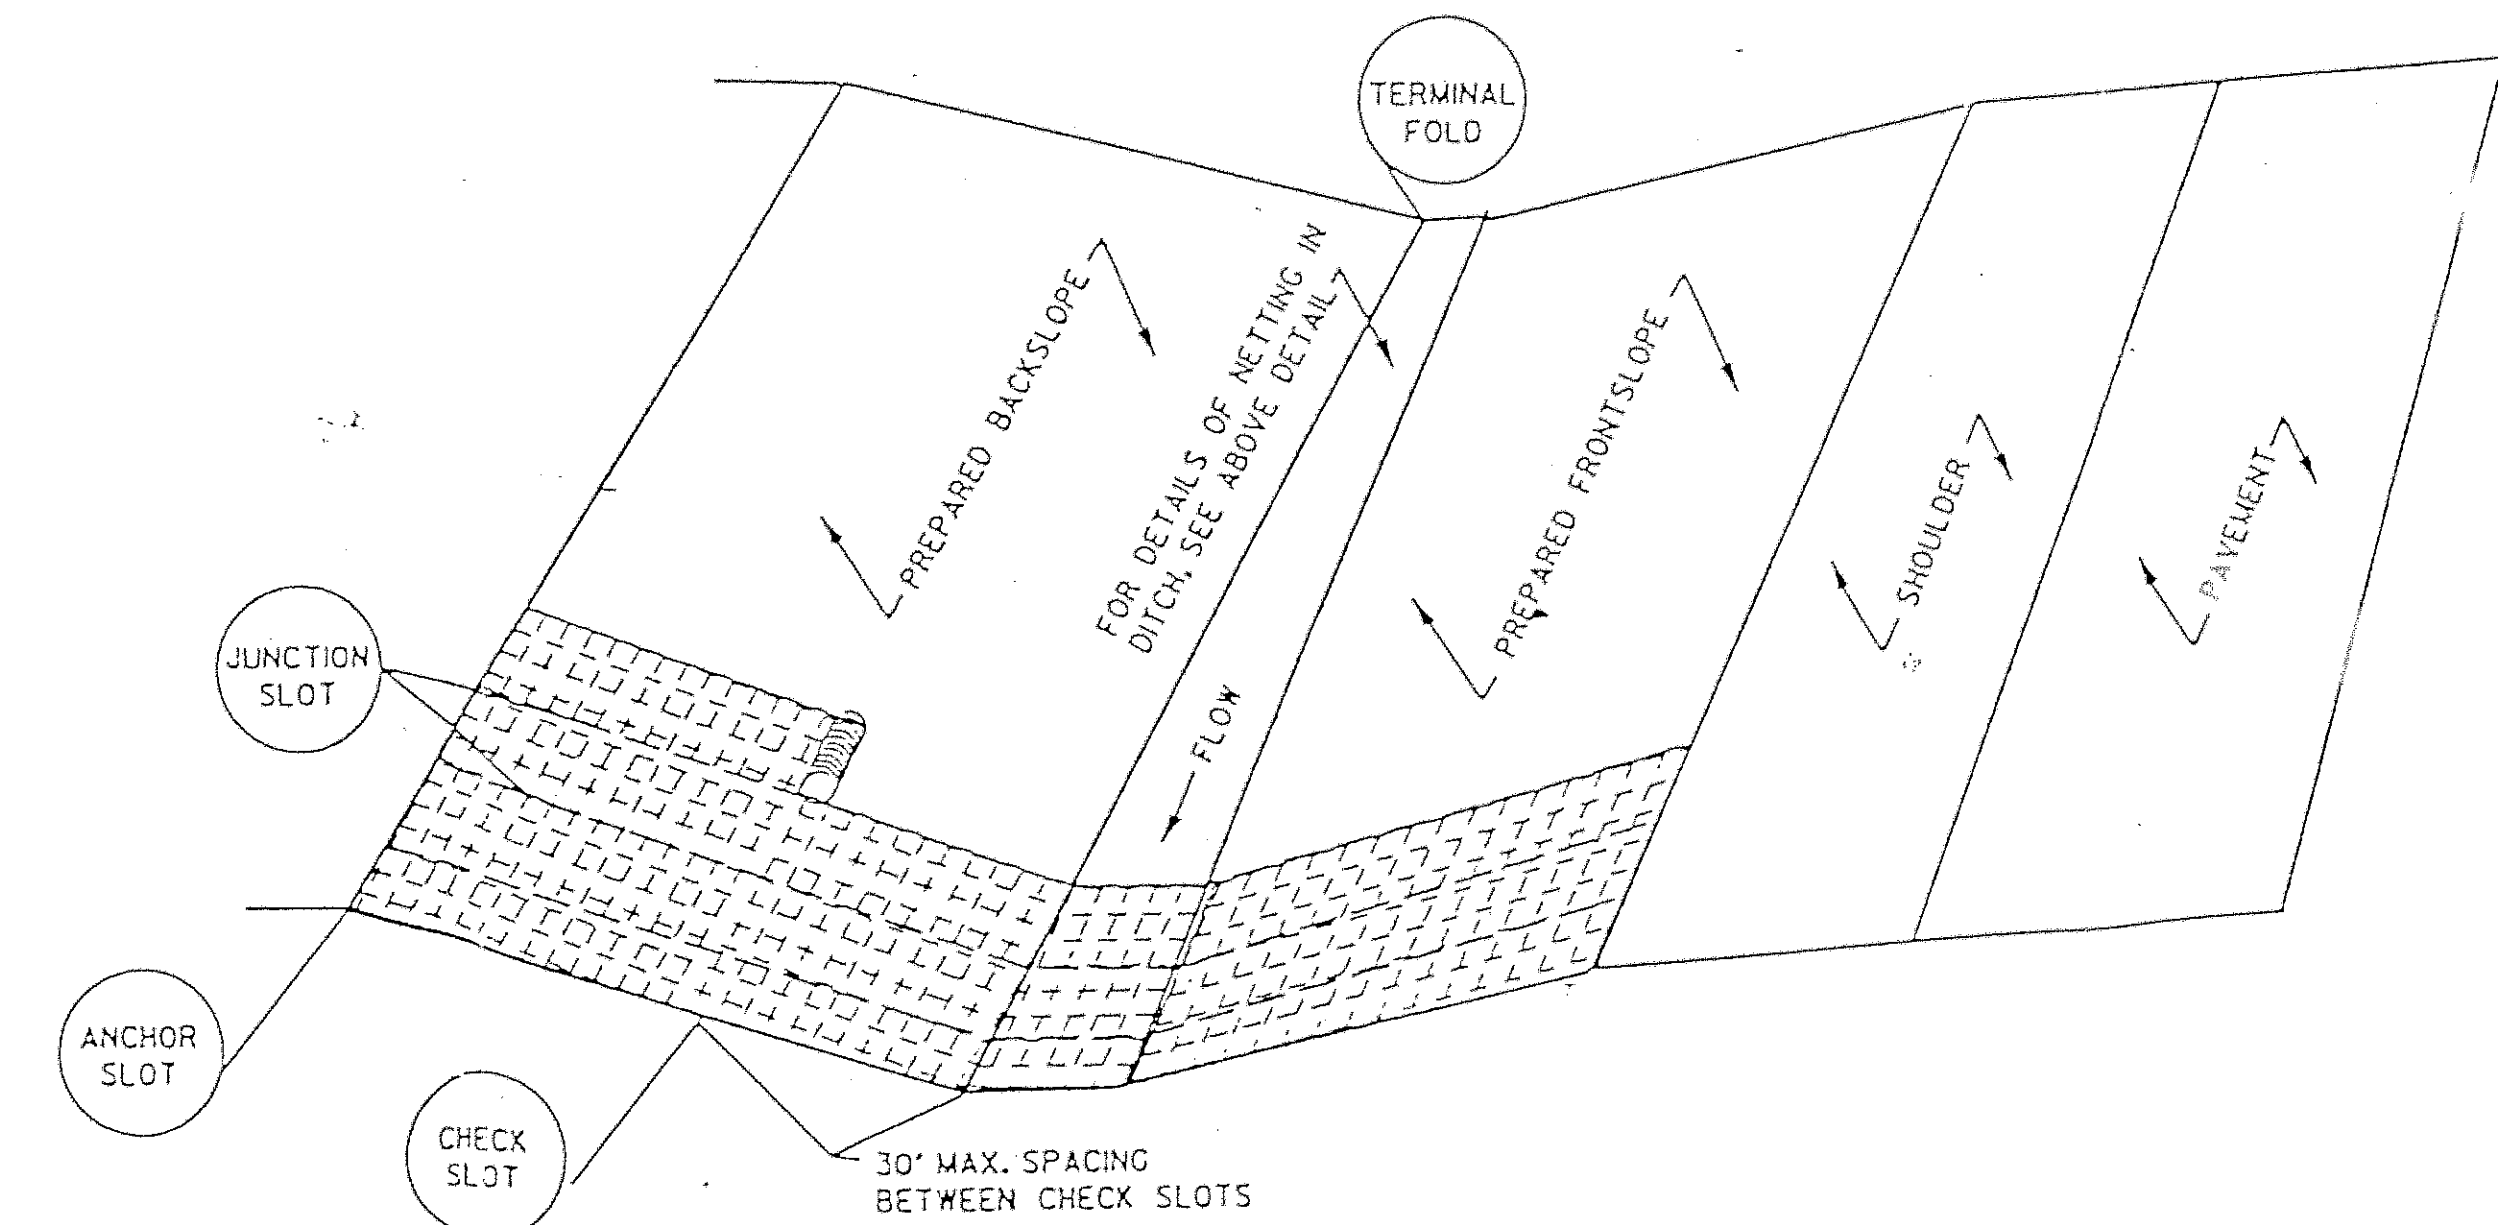 TERMINAL
FOLD
PREPARED BACKSLOPE
FOR DETAILS OF NETTING IN
DITCH, SEE ABOVE DETAIL
PREPARED FRONTSLOPE
SHOULDER
PAVEMENT
JUNCTION
SLOT
FLOW
ANCHOR
SLOT
CHECK
SLOT
30' MAX. SPACING
BETWEEN CHECK SLOTS